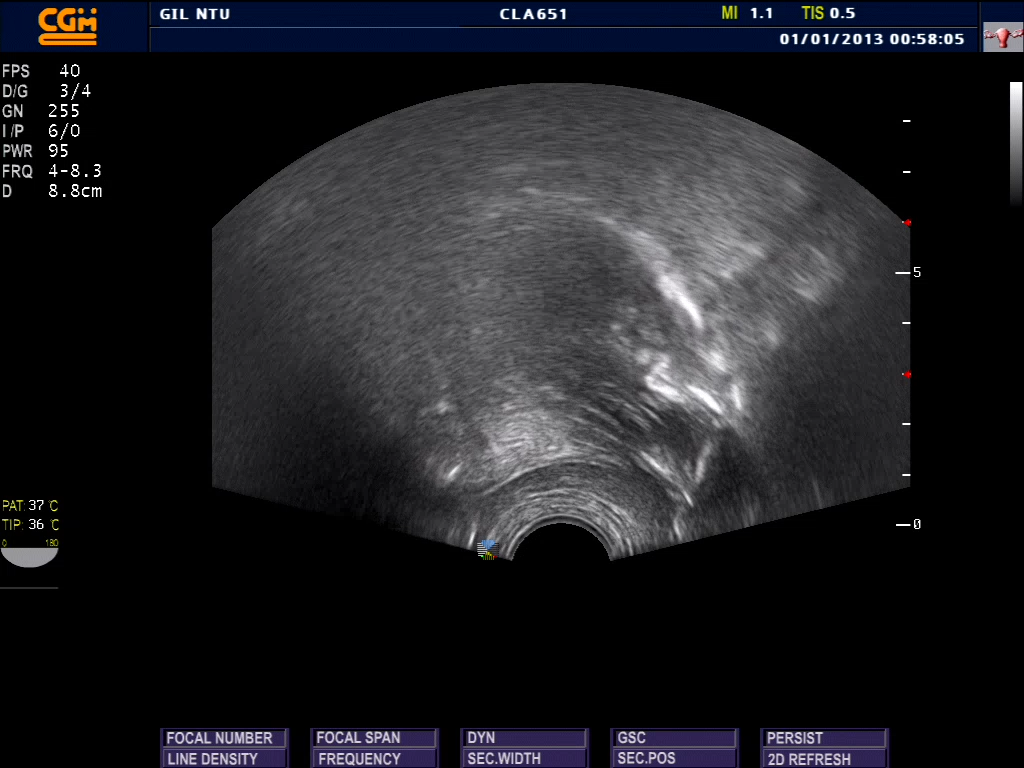 CGM
GIL NTU CLA651 MI 1.1 TIS 0.5
01/01/2013 00:58:05
FPS 40
D/G 3/4
GN 255
I/P 6/0
PWR 95
FRQ 4-8.3
D 8.8cm
5
PAT: 37 °C
TIP: 36 °C
0 180
0
FOCAL NUMBER FOCAL SPAN DYN GSC PERSIST
LINE DENSITY FREQUENCY SEC.WIDTH SEC.POS 2D REFRESH